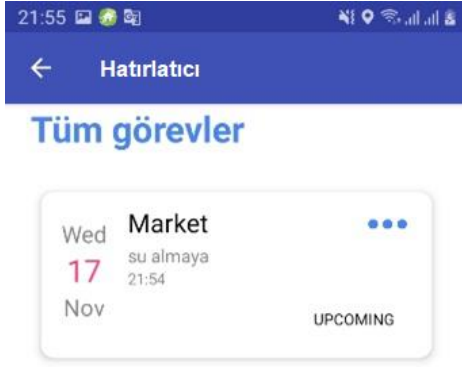 21:55
Hatırlatıcı
Tüm görevler
Wed
17
Nov
Market
su almaya
21:54
UPCOMING